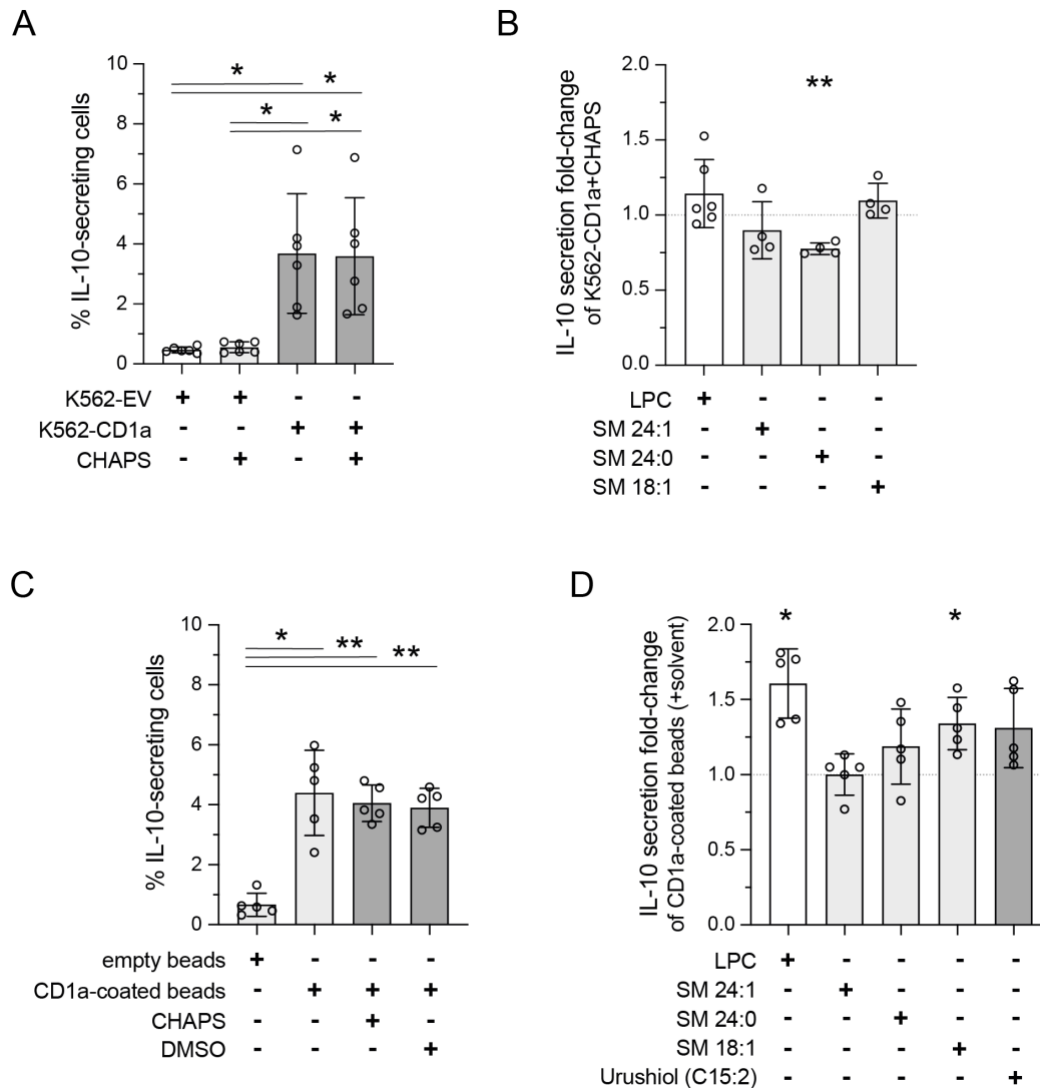 A
% IL-10-secreting cells
10
8
6
4
2
0
* * * *
K562-EV + + - -
K562-CD1a - - + +
CHAPS - + - +
B
IL-10 secretion fold-change
of K562-CD1a+CHAPS
2.0
1.5
1.0
0.5
0.0
**
LPC + - - -
SM 24:1 - + - -
SM 24:0 - - + -
SM 18:1 - - - +
C
% IL-10-secreting cells
10
8
6
4
2
0
* ** **
empty beads + - - -
CD1a-coated beads - + + +
CHAPS - - + -
DMSO - - - +
D
IL-10 secretion fold-change
of CD1a-coated beads (+solvent)
2.0
1.5
1.0
0.5
0.0
* *
LPC + - - - -
SM 24:1 - + - - -
SM 24:0 - - + - -
SM 18:1 - - - + -
Urushiol (C15:2) - - - - +